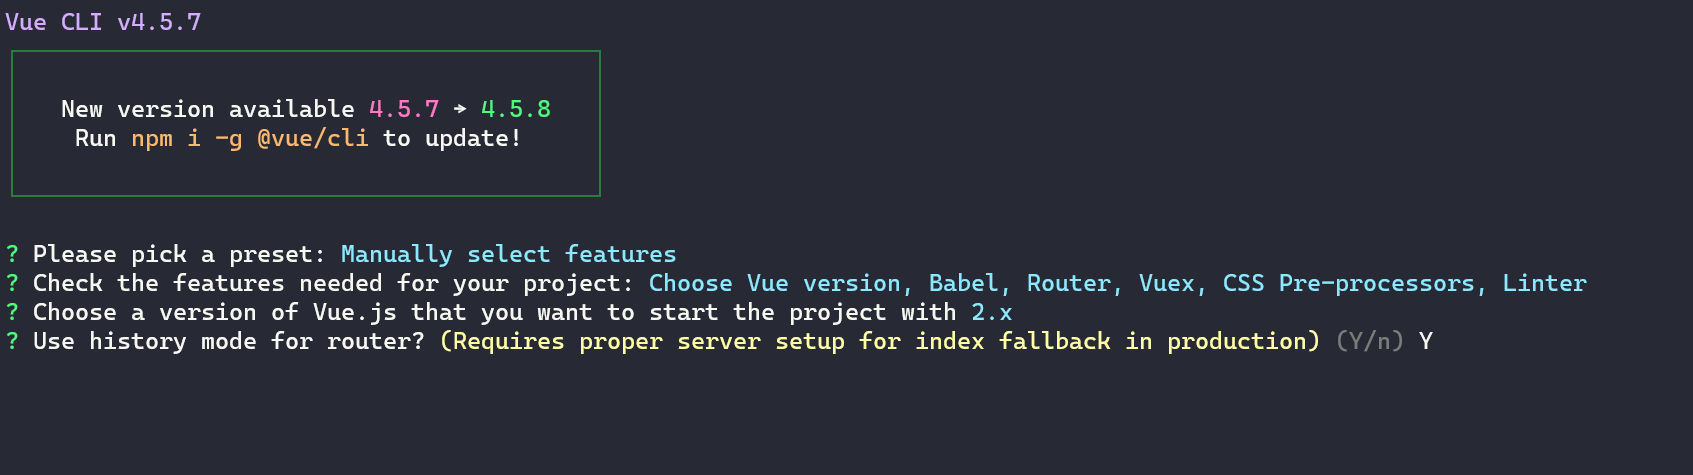 Vue CLI v4.5.7
New version available 4.5.7 → 4.5.8
Run npm i -g @vue/cli to update!
? Please pick a preset: Manually select features
? Check the features needed for your project: Choose Vue version, Babel, Router, Vuex, CSS Pre-processors, Linter
? Choose a version of Vue.js that you want to start the project with 2.x
? Use history mode for router? (Requires proper server setup for index fallback in production) (Y/n) Y